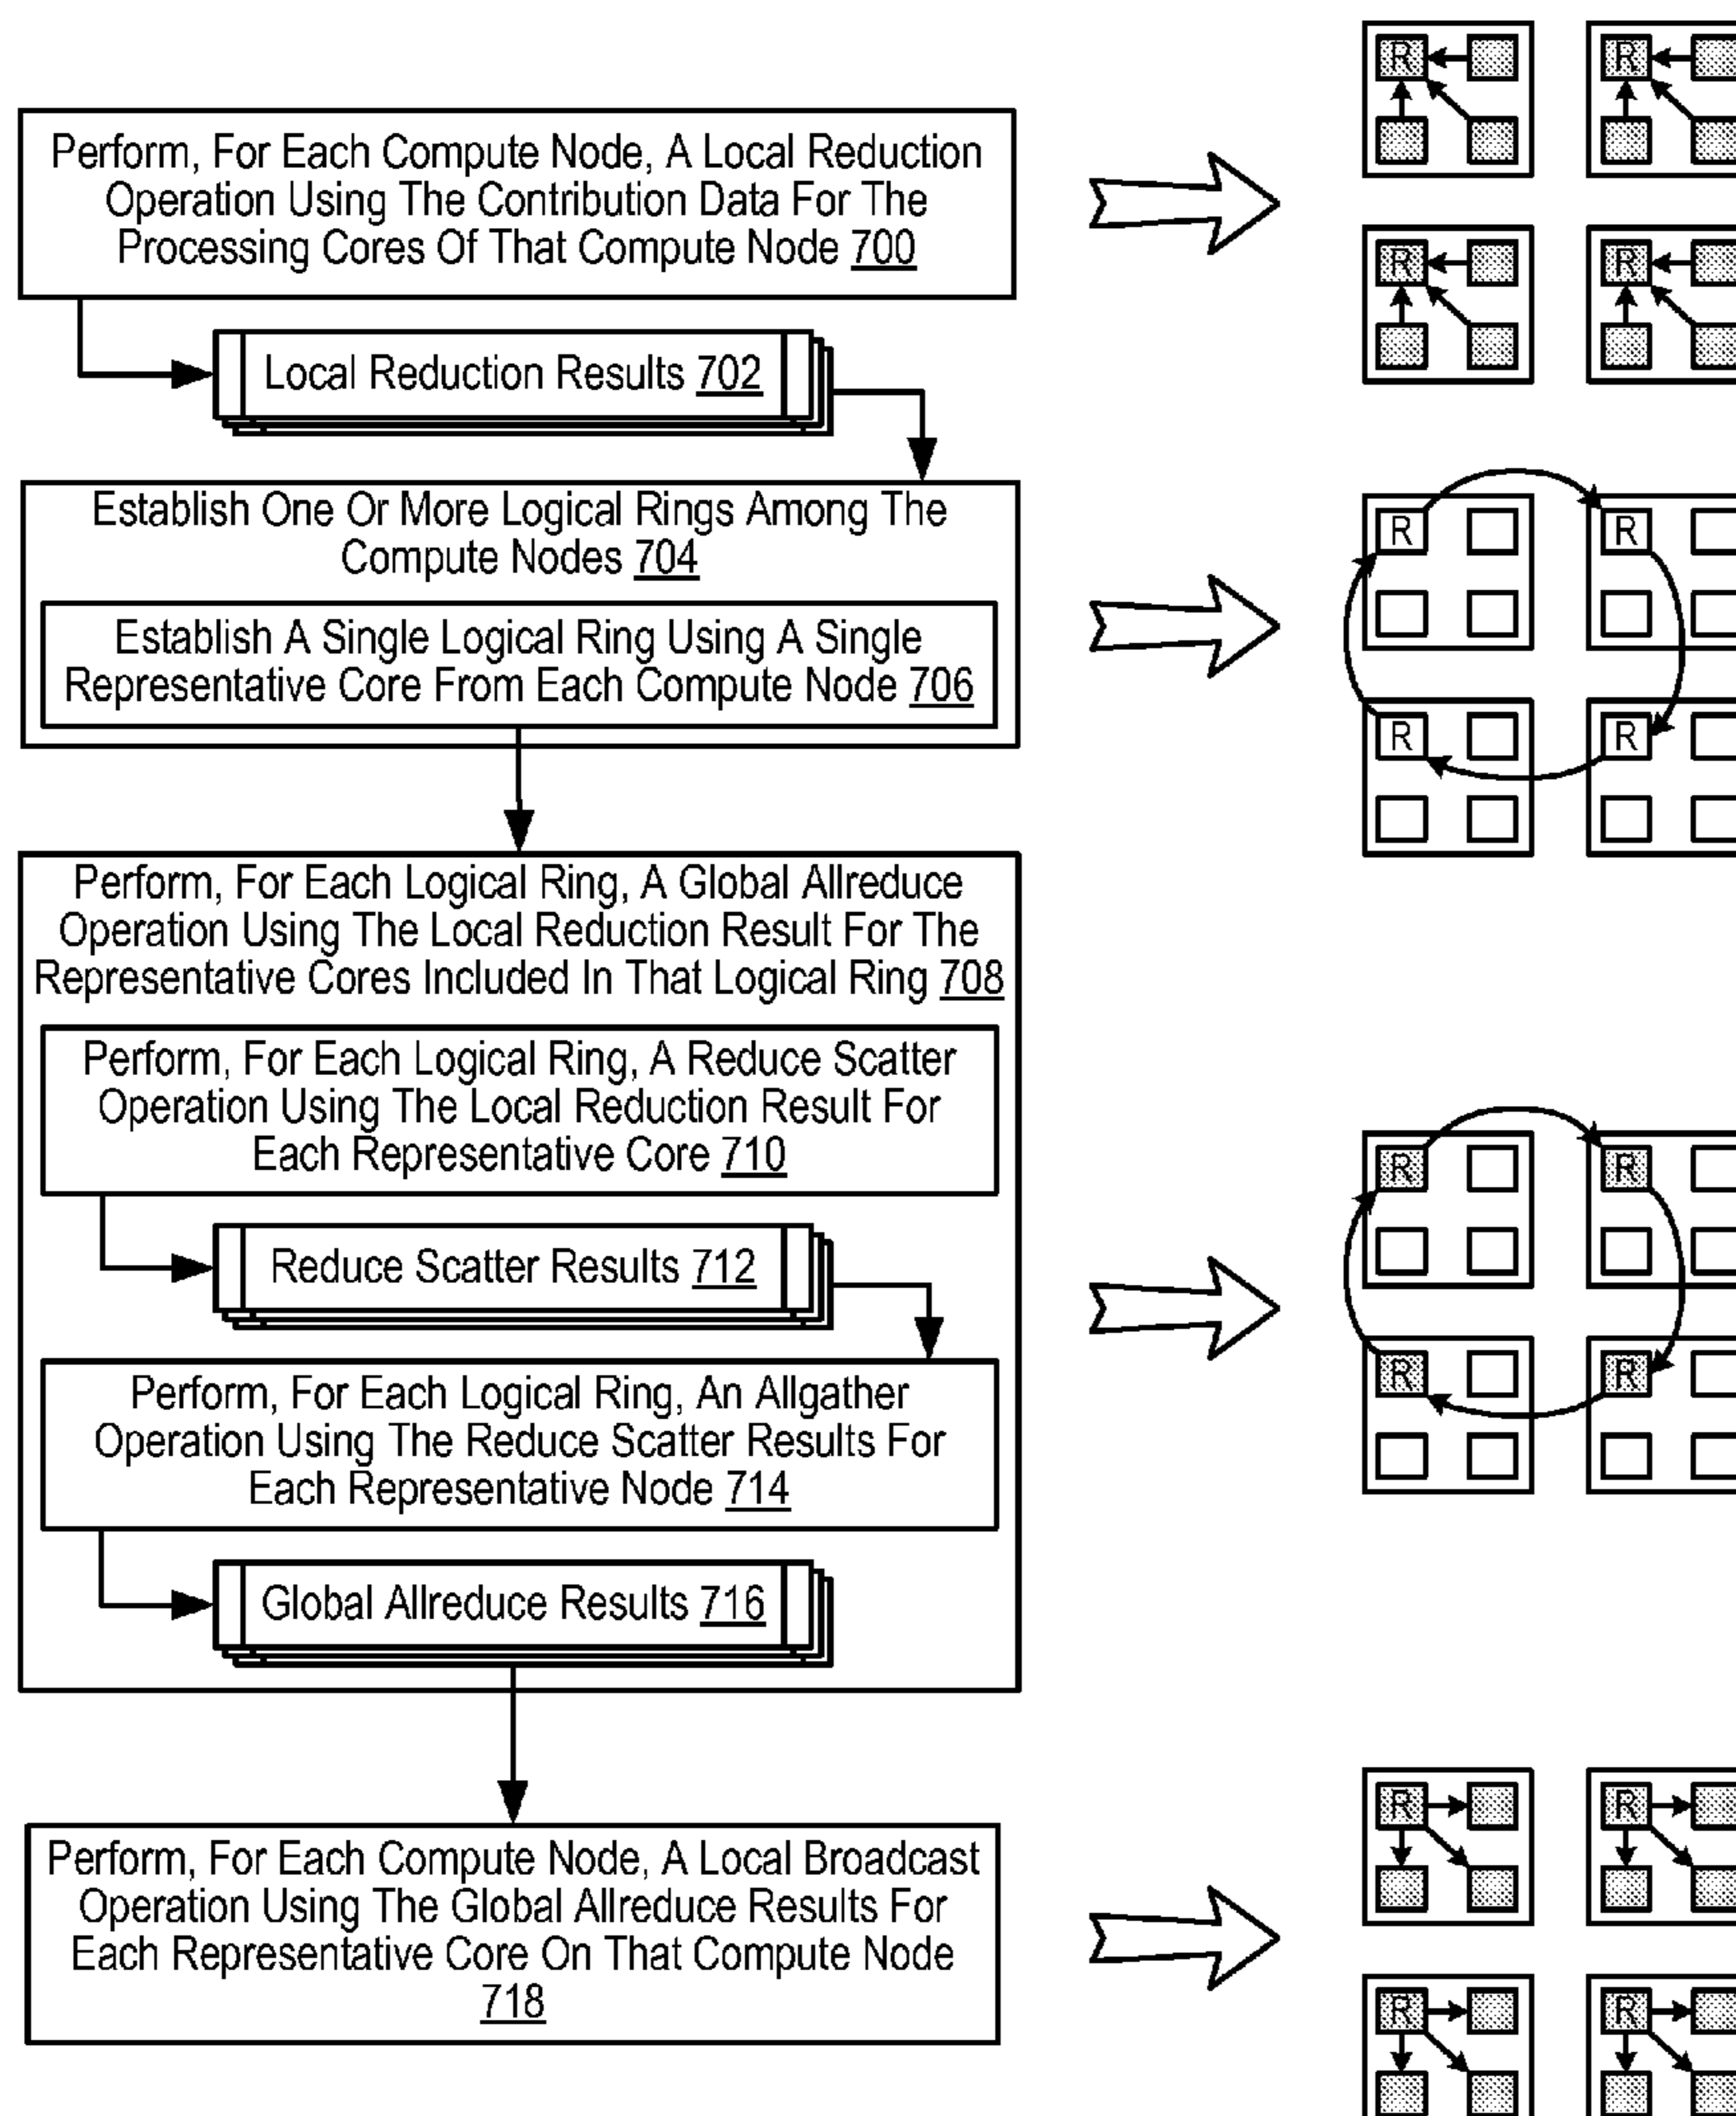 Perform, For Each Compute Node, A Local Reduction
Operation Using The Contribution Data For The
Processing Cores Of That Compute Node 700
Local Reduction Results 702
Establish One Or More Logical Rings Among The
Compute Nodes 704
Establish A Single Logical Ring Using A Single
Representative Core From Each Compute Node 706
Perform, For Each Logical Ring, A Global Allreduce
Operation Using The Local Reduction Result For The
Representative Cores Included In That Logical Ring 708
Perform, For Each Logical Ring, A Reduce Scatter
Operation Using The Local Reduction Result For
Each Representative Core 710
Reduce Scatter Results 712
Perform, For Each Logical Ring, An Allgather
Operation Using The Reduce Scatter Results For
Each Representative Node 714
Global Allreduce Results 716
Perform, For Each Compute Node, A Local Broadcast
Operation Using The Global Allreduce Results For
Each Representative Core On That Compute Node
718
R R
R R
R R
R R
R R
R R
R R
R R